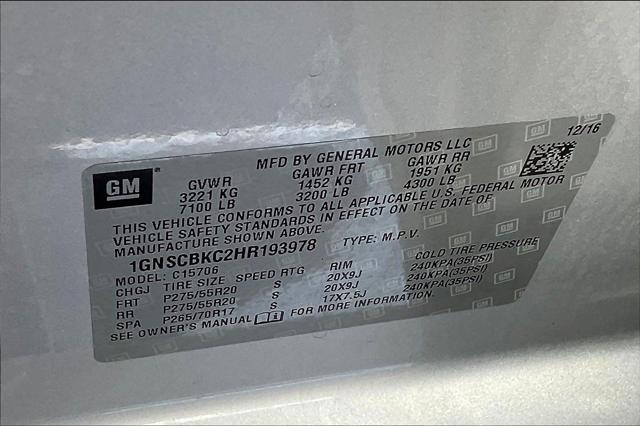 GM
MFD BY GENERAL MOTORS LLC 12/16
GVWR GAWR FRT GAWR RR
3221 KG 1452 KG 1951 KG
7100 LB 3200 LB 4300 LB
THIS VEHICLE CONFORMS TO ALL APPLICABLE U.S. FEDERAL MOTOR
VEHICLE SAFETY STANDARDS IN EFFECT ON THE DATE OF
MANUFACTURE SHOWN ABOVE.
1GNSCBKC2HR193978 TYPE: M.P.V.
MODEL: C15706
CHGJ TIRE SIZE SPEED RTG RIM COLD TIRE PRESSURE
FRT P275/55R20 S 20X9J 240KPA(35PSI)
RR P275/55R20 S 20X9J 240KPA(35PSI)
SPA P265/70R17 S 17X7.5J 240KPA(35PSI)
SEE OWNER'S MANUAL FOR MORE INFORMATION.